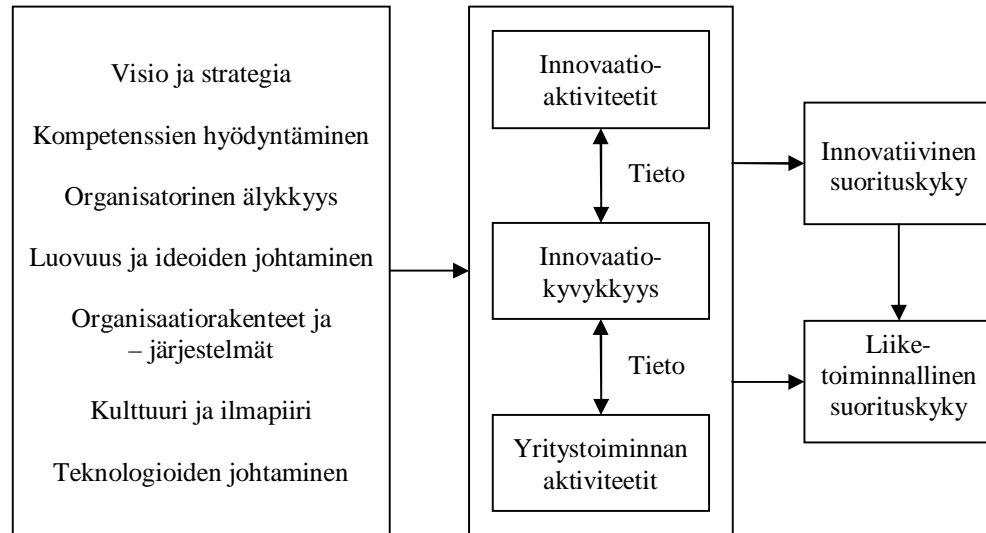 Visio ja strategia
Kompetenssien hyödyntäminen
Organisatorinen älykkyys
Luovuus ja ideoiden johtaminen
Organisaatiorakenteet ja
– järjestelmät
Kulttuuri ja ilmapiiri
Teknologioiden johtaminen
Innovaatio-
aktiviteetit
Tieto
Innovaatio-
kyvykkyys
Tieto
Yritystoiminnan
aktiviteetit
Innovatiivinen
suorituskyky
Liike-
toiminnallinen
suorituskyky